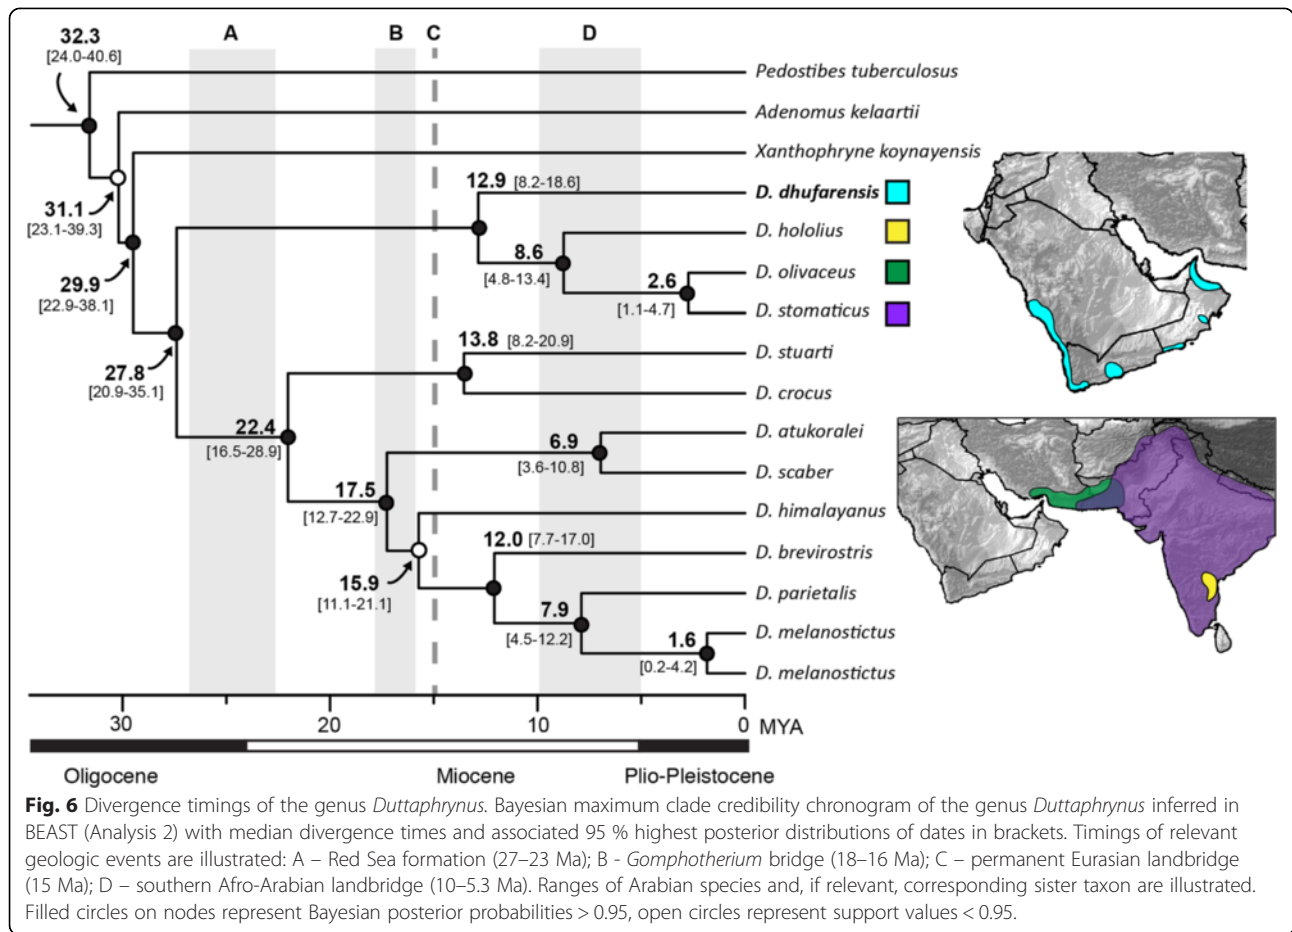 A B C D
32.3
[24.0-40.6]
Pedostibes tuberculosus
Adenomus kelaartii
Xanthophryne koynayensis
12.9 [8.2-18.6]
D. dhufarensis
31.1
[23.1-39.3]
8.6
[4.8-13.4]
D. hololius
D. olivaceus
2.6
[1.1-4.7]
D. stomaticus
29.9
[22.9-38.1]
13.8 [8.2-20.9]
D. stuarti
27.8
[20.9-35.1]
D. crocus
22.4
[16.5-28.9]
D. atukoralei
6.9
[3.6-10.8]
D. scaber
17.5
[12.7-22.9]
D. himalayanus
12.0 [7.7-17.0]
D. brevirostris
15.9
[11.1-21.1]
D. parietalis
7.9
[4.5-12.2]
D. melanostictus
1.6
[0.2-4.2]
D. melanostictus
30 20 10 0 MYA
Oligocene Miocene Plio-Pleistocene
Fig. 6 Divergence timings of the genus Duttaphrynus. Bayesian maximum clade credibility chronogram of the genus Duttaphrynus inferred in
BEAST (Analysis 2) with median divergence times and associated 95 % highest posterior distributions of dates in brackets. Timings of relevant
geologic events are illustrated: A – Red Sea formation (27–23 Ma); B - Gomphotherium bridge (18–16 Ma); C – permanent Eurasian landbridge
(15 Ma); D – southern Afro-Arabian landbridge (10–5.3 Ma). Ranges of Arabian species and, if relevant, corresponding sister taxon are illustrated.
Filled circles on nodes represent Bayesian posterior probabilities > 0.95, open circles represent support values < 0.95.